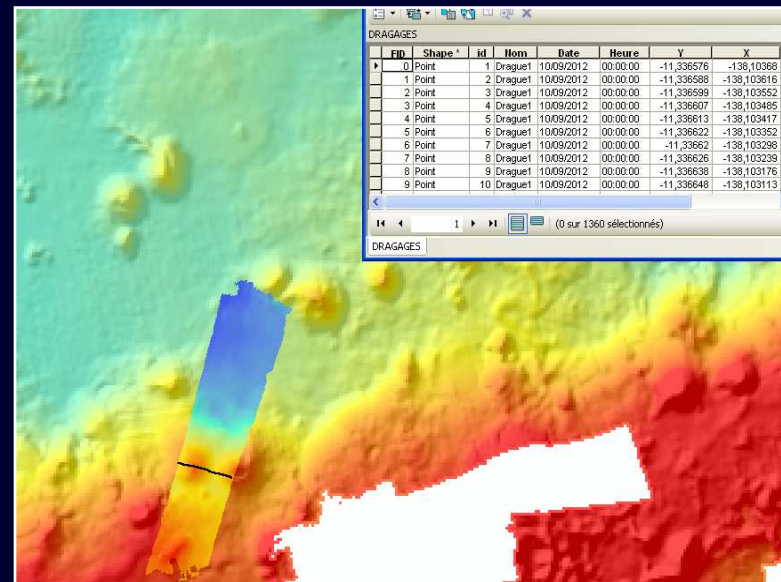 DRAGAGES
FID Shape * id Nom Date Heure Y X
0 Point 1 Drague1 10/09/2012 00:00:00 -11,336576 -138,10368
1 Point 2 Drague1 10/09/2012 00:00:00 -11,336588 -138,103616
2 Point 3 Drague1 10/09/2012 00:00:00 -11,336599 -138,103552
3 Point 4 Drague1 10/09/2012 00:00:00 -11,336607 -138,103485
4 Point 5 Drague1 10/09/2012 00:00:00 -11,336613 -138,103417
5 Point 6 Drague1 10/09/2012 00:00:00 -11,336622 -138,103352
6 Point 7 Drague1 10/09/2012 00:00:00 -11,33662 -138,103298
7 Point 8 Drague1 10/09/2012 00:00:00 -11,336626 -138,103239
8 Point 9 Drague1 10/09/2012 00:00:00 -11,336638 -138,103176
9 Point 10 Drague1 10/09/2012 00:00:00 -11,336648 -138,103113
1 (0 sur 1360 sélectionnés)
DRAGAGES